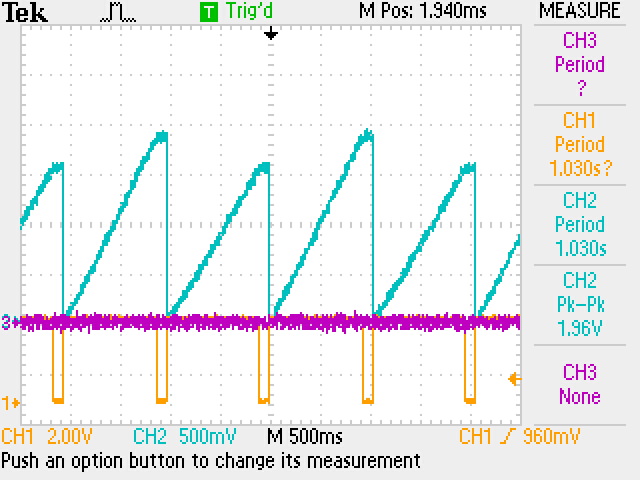 Tek T Trig'd M Pos: 1.940ms MEASURE
CH3
Period
?
CH1
Period
1.030s?
CH2
Period
1.030s
CH2
Pk-Pk
1.96V
CH3
None
3
1
CH1 2.00V CH2 500mV M 500ms CH1 960mV
Push an option button to change its measurement